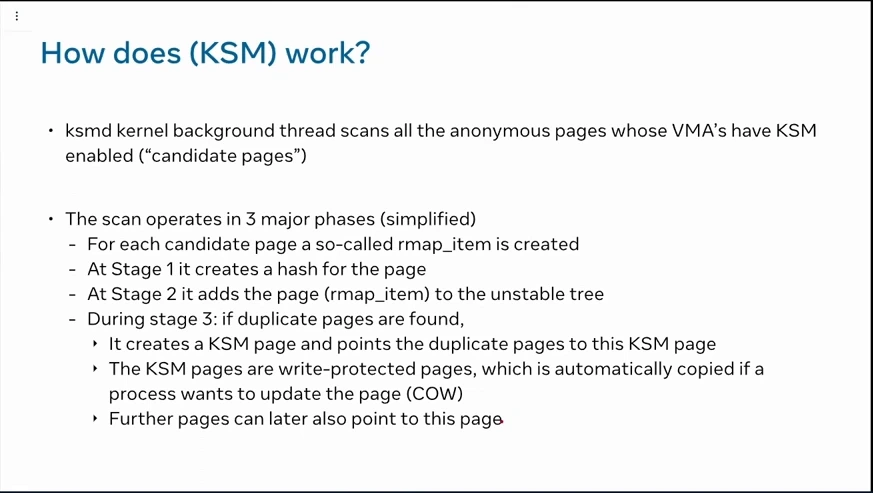 How does (KSM) work?
• ksmd kernel background thread scans all the anonymous pages whose VMA's have KSM
enabled (“candidate pages”)
• The scan operates in 3 major phases (simplified)
- For each candidate page a so-called rmap_item is created
- At Stage 1 it creates a hash for the page
- At Stage 2 it adds the page (rmap_item) to the unstable tree
- During stage 3: if duplicate pages are found,
‣ It creates a KSM page and points the duplicate pages to this KSM page
‣ The KSM pages are write-protected pages, which is automatically copied if a
process wants to update the page (COW)
‣ Further pages can later also point to this page